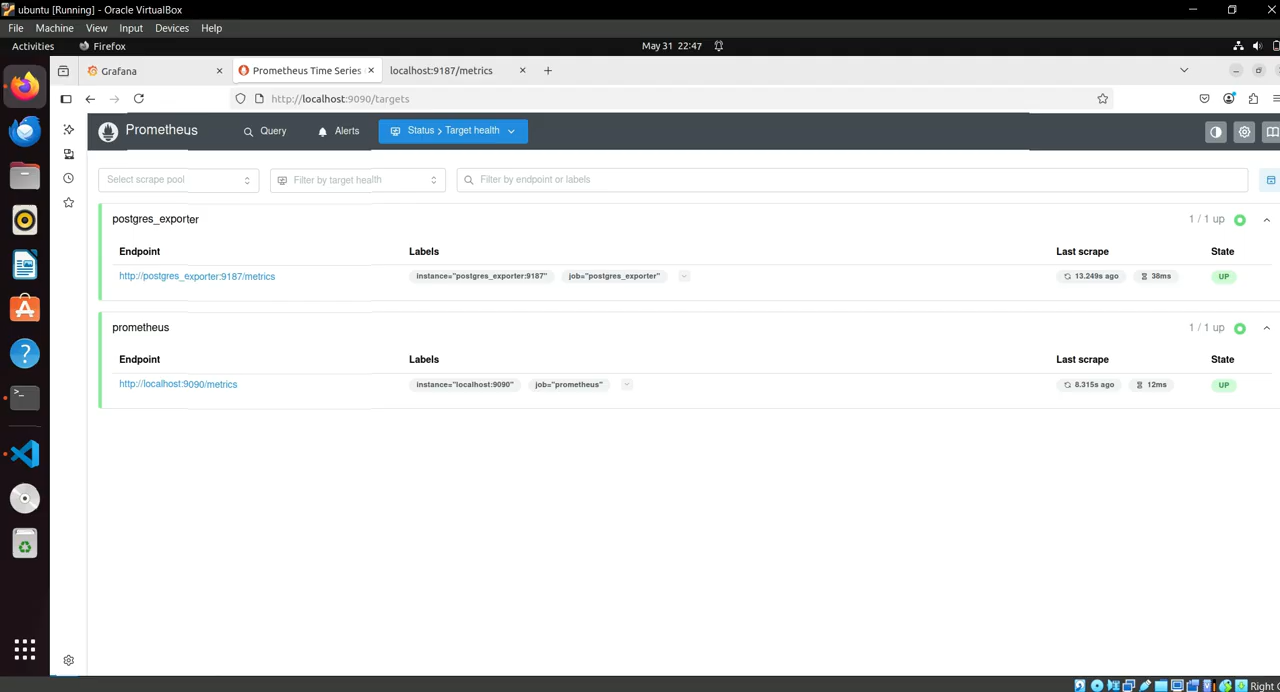 ubuntu [Running] - Oracle VirtualBox
File Machine View Input Devices Help
Activities Firefox May 31 22:47
Grafana Prometheus Time Series localhost:9187/metrics
http://localhost:9090/targets
Prometheus Query Alerts Status > Target health
Select scrape pool Filter by target health Filter by endpoint or labels
postgres_exporter 1 / 1 up
Endpoint Labels Last scrape State
http://postgres_exporter:9187/metrics instance="postgres_exporter:9187" job="postgres_exporter" 13.249s ago 38ms UP
prometheus 1 / 1 up
Endpoint Labels Last scrape State
http://localhost:9090/metrics instance="localhost:9090" job="prometheus" 8.315s ago 12ms UP
Right